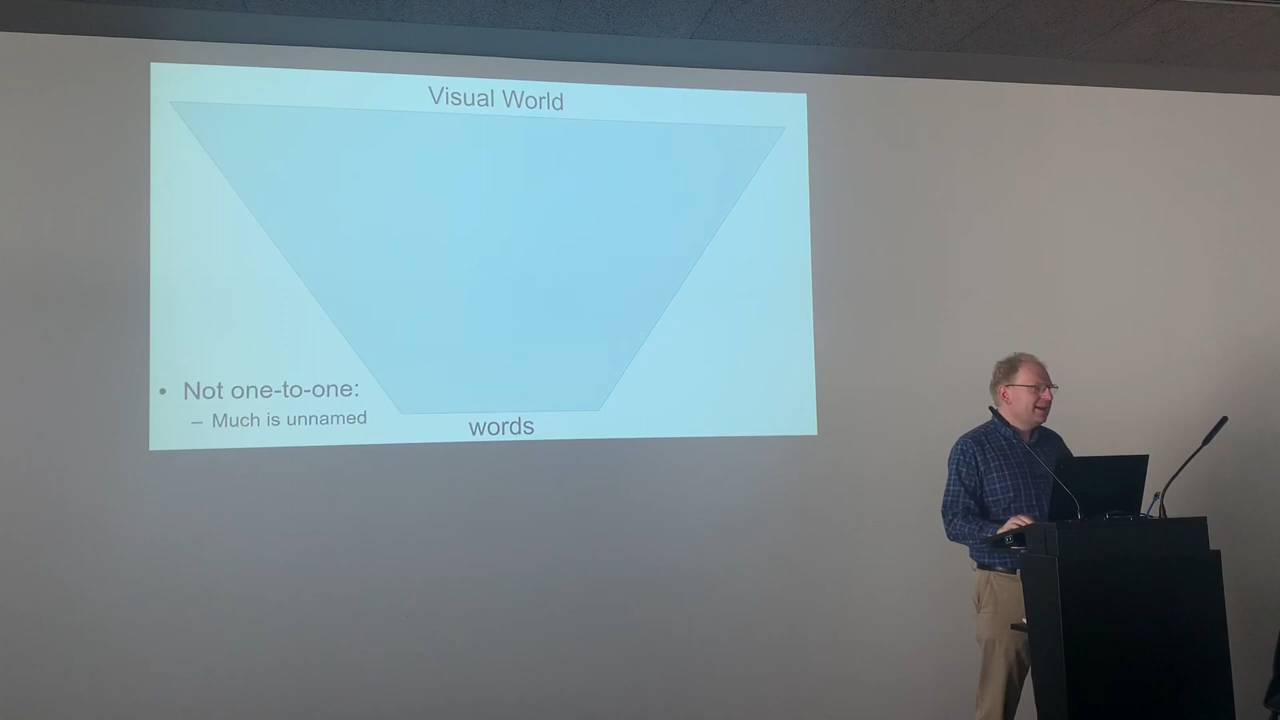 Visual World
• Not one-to-one:
– Much is unnamed
words